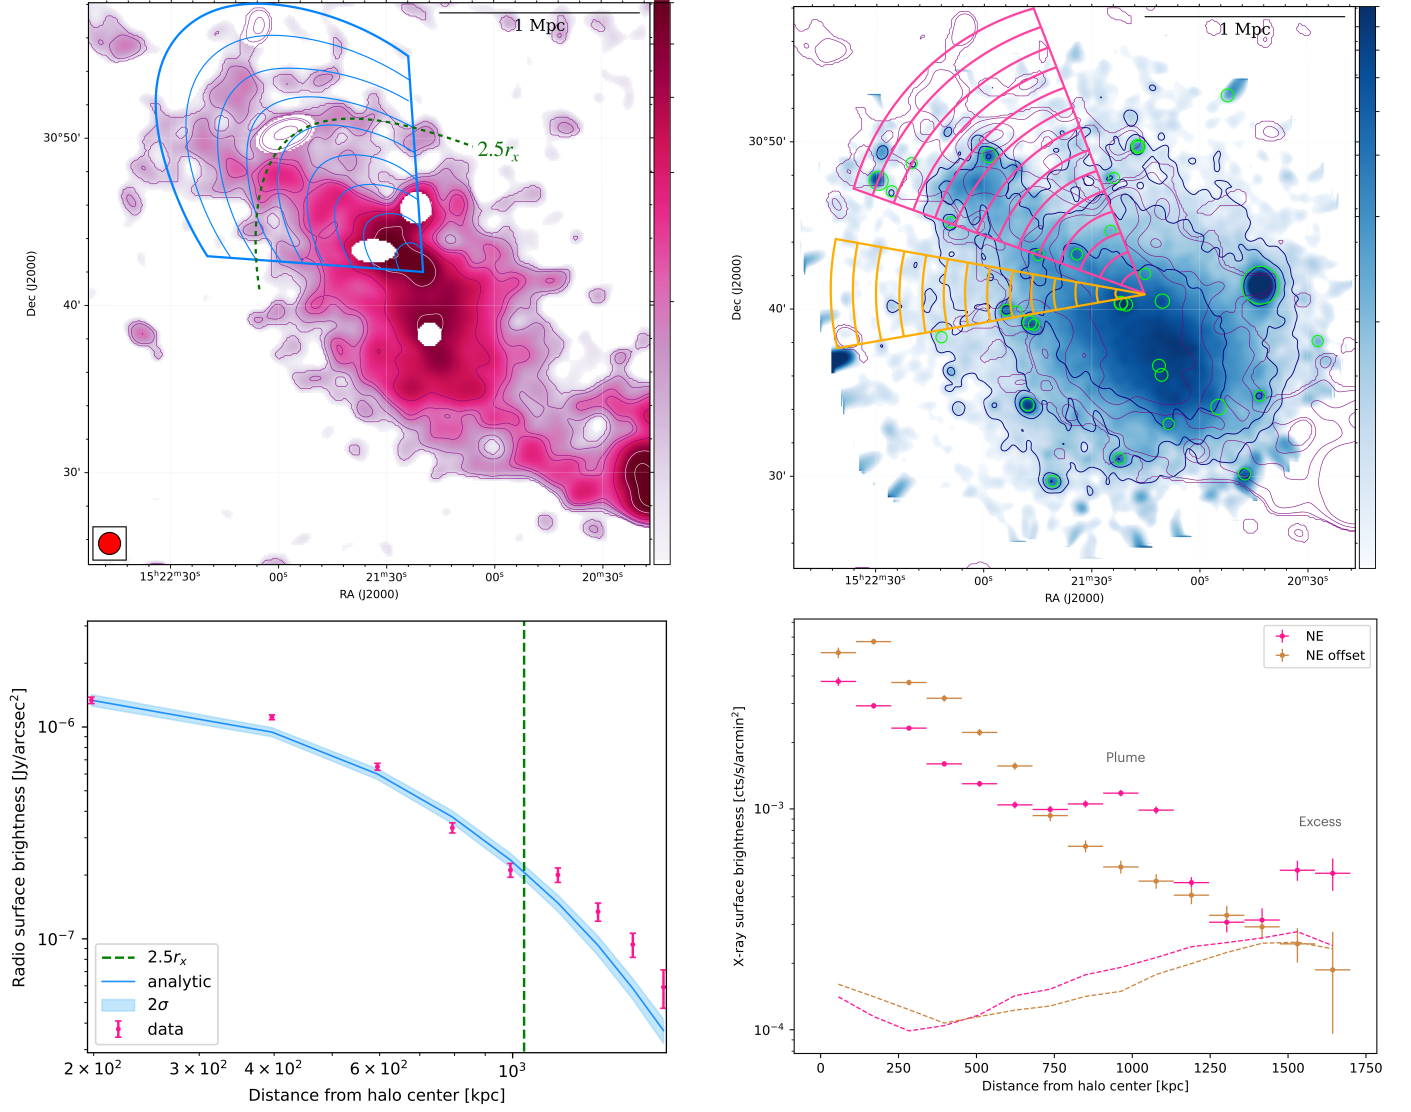 1 Mpc
2.5rₓ
30°50'
40'
30'
Dec (J2000)
15ʰ22ᵐ30ˢ
00ˢ
21ᵐ30ˢ
00ˢ
20ᵐ30ˢ
RA (J2000)
1 Mpc
30°50'
40'
30'
Dec (J2000)
15ʰ22ᵐ30ˢ
00ˢ
21ᵐ30ˢ
00ˢ
20ᵐ30ˢ
RA (J2000)
Radio surface brightness [Jy/arcsec²]
10⁻⁶
10⁻⁷
2.5rₓ
analytic
2σ
data
2 × 10²
3 × 10²
4 × 10²
6 × 10²
10³
Distance from halo center [kpc]
X-ray surface brightness [cts/s/arcmin²]
10⁻³
10⁻⁴
NE
NE offset
Plume
Excess
0
250
500
750
1000
1250
1500
1750
Distance from halo center [kpc]